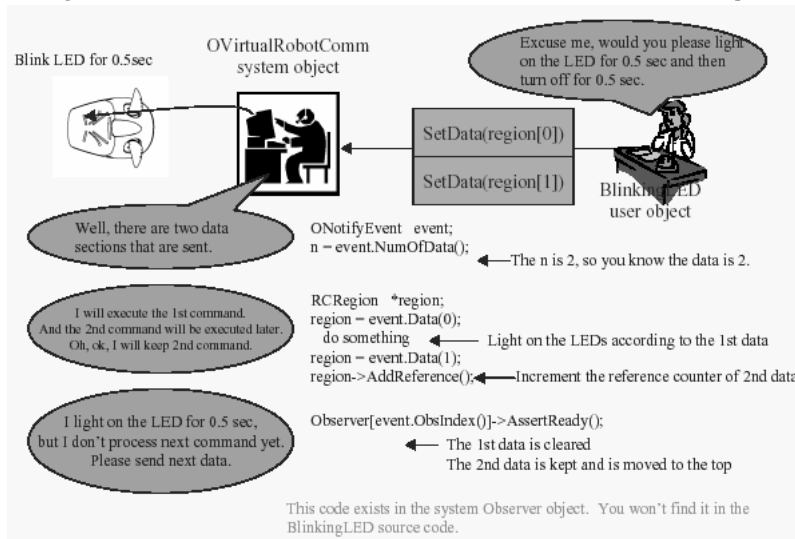 Blink LED for 0.5sec
OVirtualRobotComm
system object
Excuse me, would you please light
on the LED for 0.5 sec and then
turn off for 0.5 sec.
SetData(region[0])
SetData(region[1])
BlinkingLED
user object
Well, there are two data
sections that are sent.
ONotifyEvent event;
n = event.NumOfData();
The n is 2, so you know the data is 2.
I will execute the 1st command.
And the 2nd command will be executed later.
Oh, ok, I will keep 2nd command.
RCRegion *region;
region = event.Data(0);
do something
Light on the LEDs according to the 1st data
region = event.Data(1);
region->AddReference();
Increment the reference counter of 2nd data
I light on the LED for 0.5 sec,
but I don't process next command yet.
Please send next data.
Observer[event.ObsIndex()]->AssertReady();
The 1st data is cleared
The 2nd data is kept and is moved to the top
This code exists in the system Observer object. You won't find it in the
BlinkingLED source code.